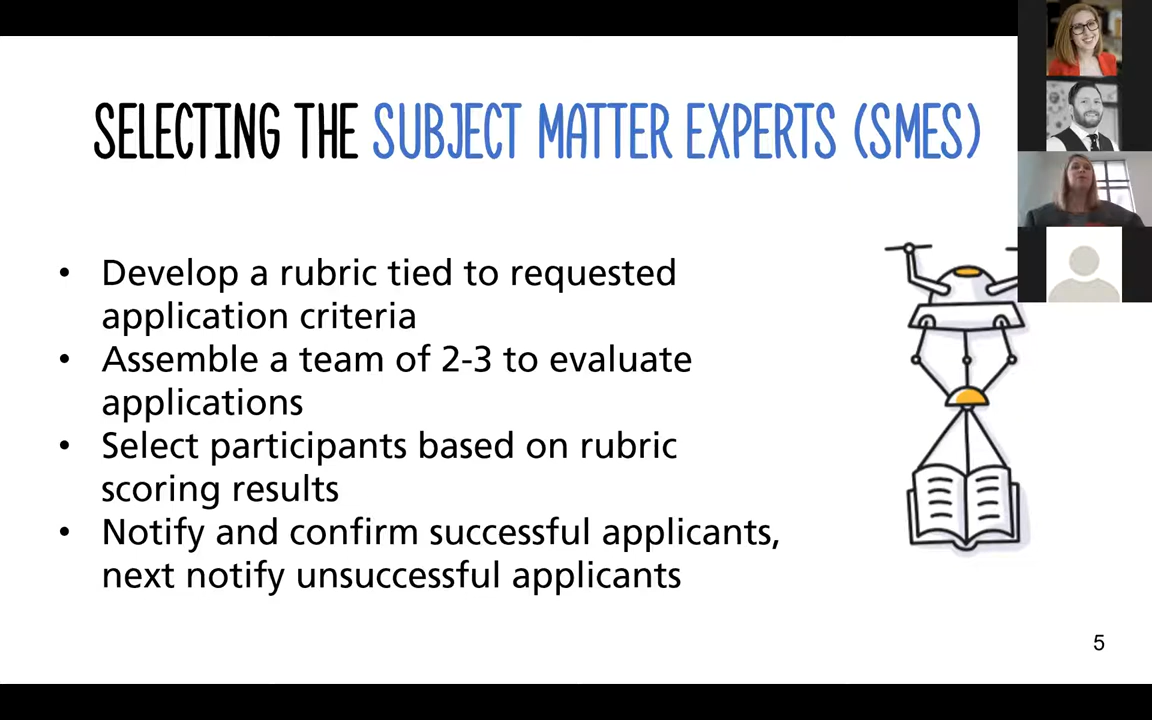 SELECTING THE SUBJECT MATTER EXPERTS (SMES)
• Develop a rubric tied to requested
application criteria
• Assemble a team of 2-3 to evaluate
applications
• Select participants based on rubric
scoring results
• Notify and confirm successful applicants,
next notify unsuccessful applicants
5